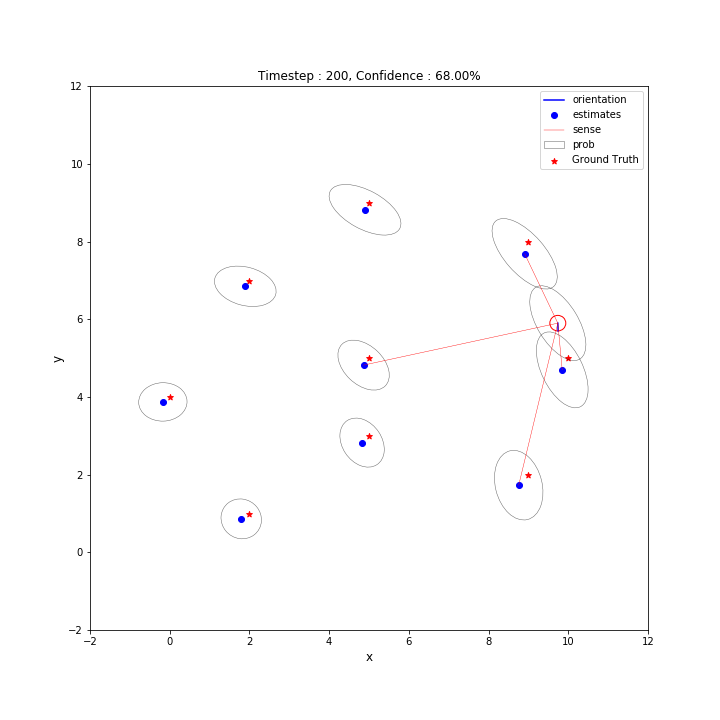 Timestep : 200, Confidence : 68.00%
orientation
estimates
sense
prob
Ground Truth
12
10
8
6
4
2
0
−2
y
−2 0 2 4 6 8 10 12
x